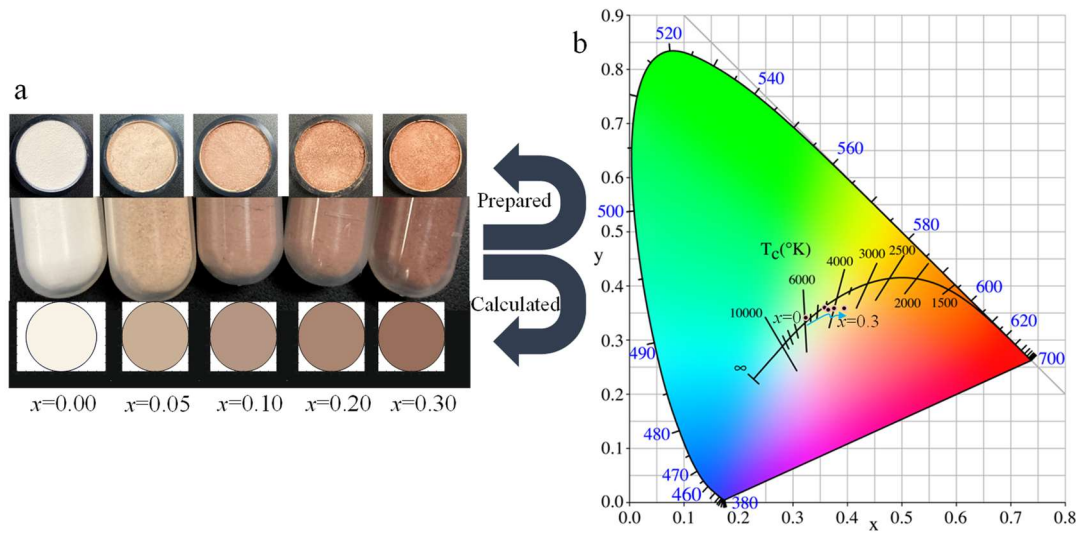 a
Prepared
Calculated
x=0.00
x=0.05
x=0.10
x=0.20
x=0.30
b
0.9
0.8
0.7
0.6
0.5
0.4
0.3
0.2
0.1
0.0
y
0.0
0.1
0.2
0.3
0.4
0.5
0.6
0.7
0.8
x
520
540
560
500
580
600
620
700
490
480
470
460
380
Tc(°K)
4000
3000
2500
6000
10000
2000
1500
x=0
x=0.3
∞